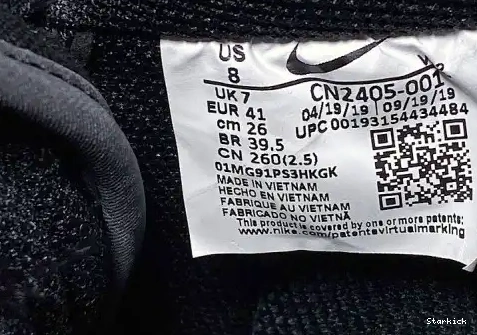 US
8
UK 7
EUR 41
cm 26
BR 39.5
CN 260(2.5)
01MG91PS3HKGK
MADE IN VIETNAM
HECHO EN VIETNAM
FABRIQUE AU VIETNAM
FABRICADO NO VIETNÃ
CN2405-001
04/19/19 | 09/19/19
UPC 00193154434484
This product is covered by one or more patents:
www.nike.com/patentsvirtualmarking
Starkick